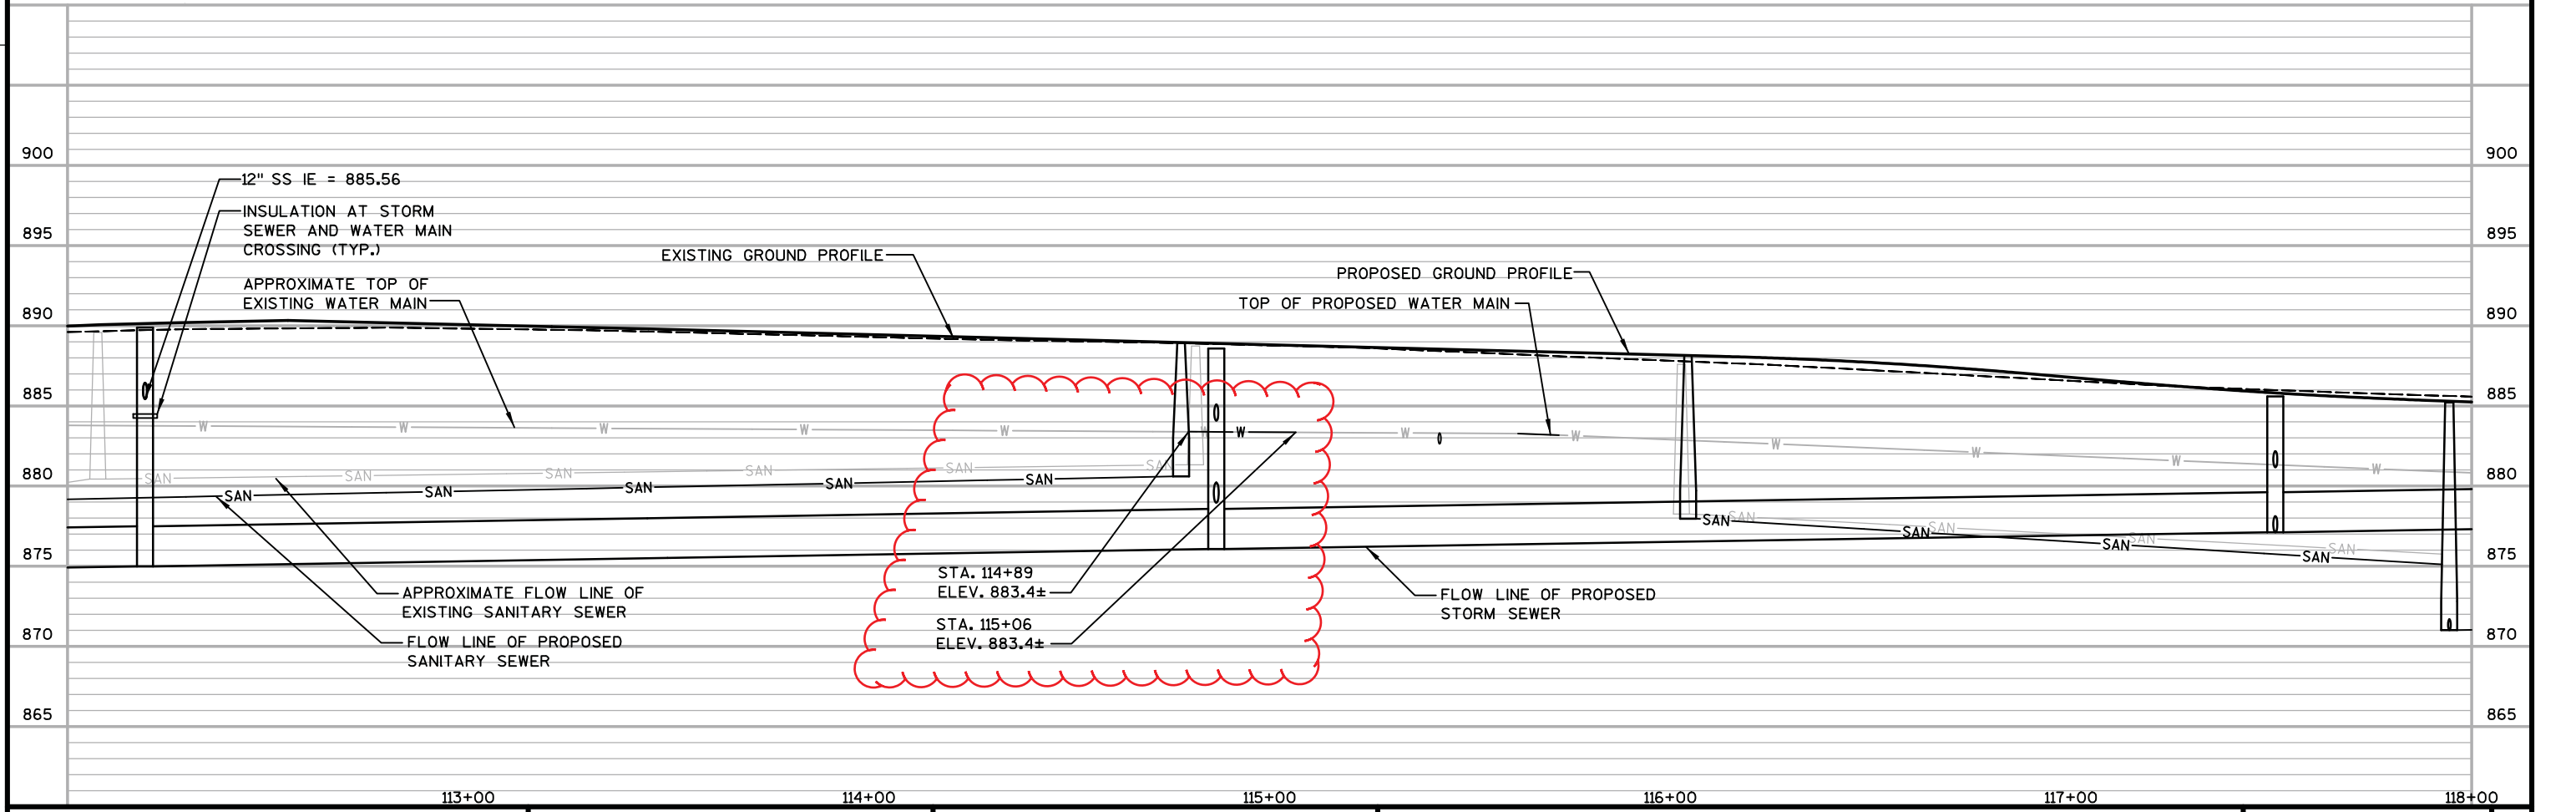 900
900
12" SS IE = 885.56
INSULATION AT STORM
SEWER AND WATER MAIN
CROSSING (TYP.)
895
895
EXISTING GROUND PROFILE
PROPOSED GROUND PROFILE
APPROXIMATE TOP OF
EXISTING WATER MAIN
TOP OF PROPOSED WATER MAIN
890
890
885
885
W W W W W W W W W W W W
880
880
SAN SAN SAN SAN SAN SAN
SAN SAN SAN SAN SAN
SAN SAN SAN SAN
SAN SAN SAN SAN
875
875
STA. 114+89
ELEV. 883.4±
APPROXIMATE FLOW LINE OF
EXISTING SANITARY SEWER
FLOW LINE OF PROPOSED
STORM SEWER
STA. 115+06
ELEV. 883.4±
870
870
FLOW LINE OF PROPOSED
SANITARY SEWER
865
865
113+00 114+00 115+00 116+00 117+00 118+00